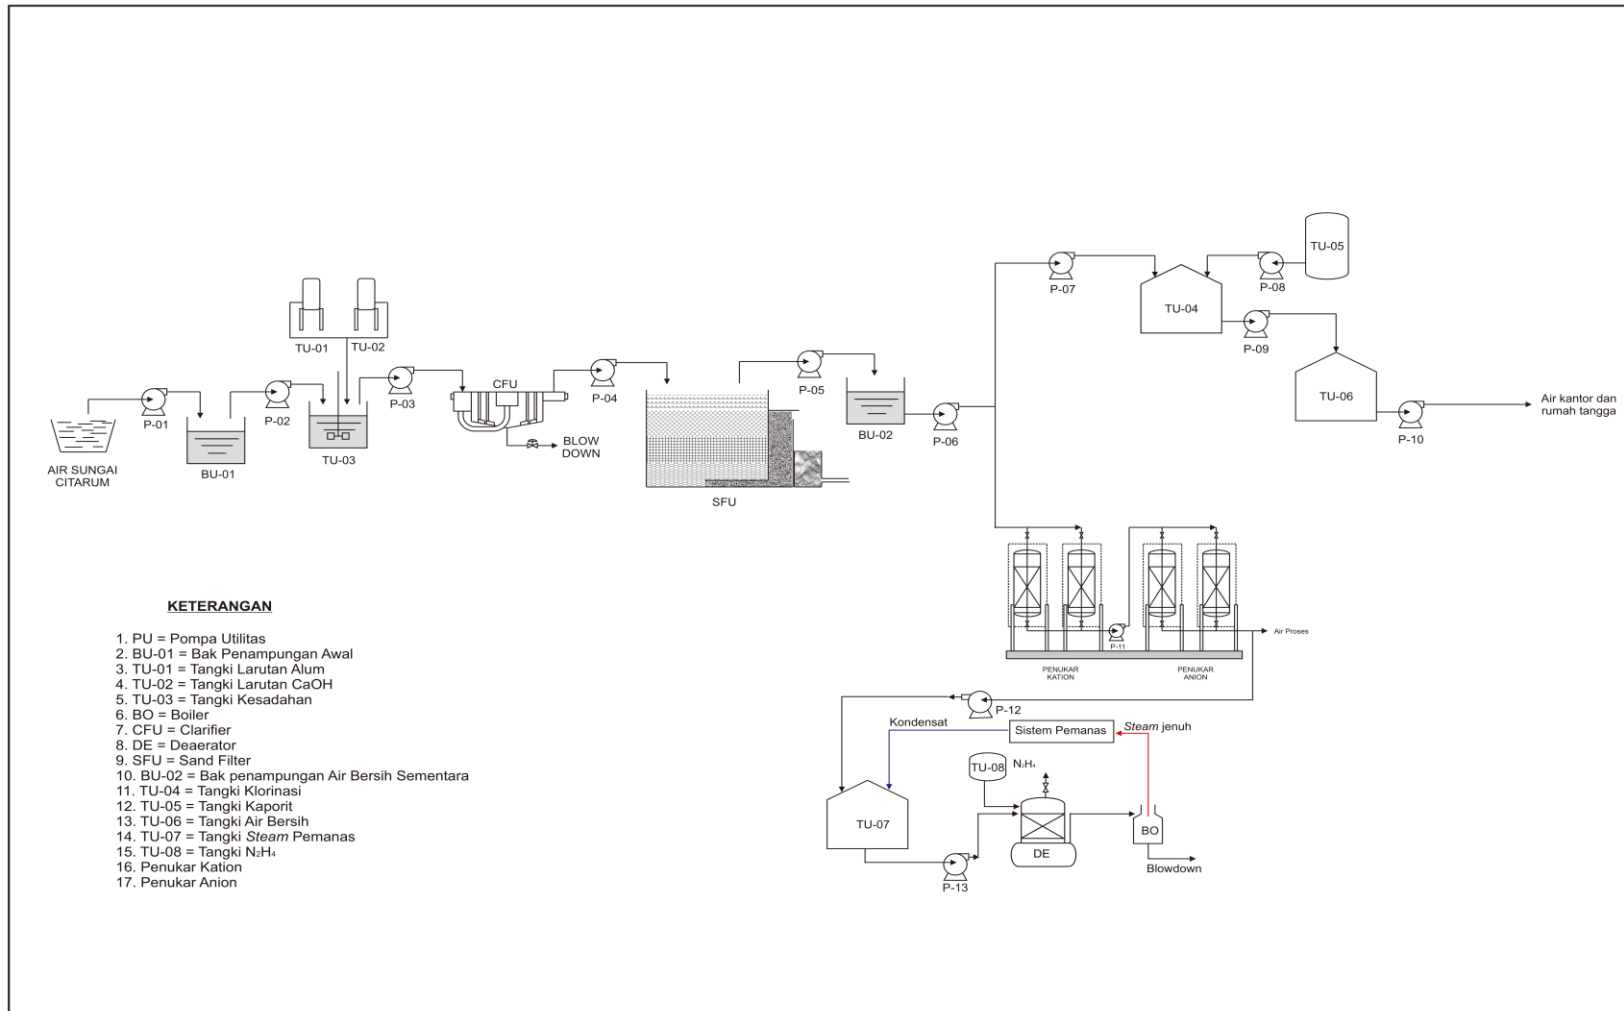 TU-05
P-07
P-08
TU-04
P-09
TU-01
TU-02
CFU
P-01
P-02
P-03
P-04
P-05
TU-06
Air kantor dan
rumah tangga
P-10
BU-02
P-06
BLOW
DOWN
TU-03
AIR SUNGAI
CITARUM
BU-01
SFU
P-11
Air Proses
PENUKAR
KATION
PENUKAR
ANION
P-12
Kondensat
Sistem Pemanas
Steam jenuh
TU-08
N₂H₄
TU-07
DE
BO
P-13
Blowdown
KETERANGAN
1. PU = Pompa Utilitas
2. BU-01 = Bak Penampungan Awal
3. TU-01 = Tangki Larutan Alum
4. TU-02 = Tangki Larutan CaOH
5. TU-03 = Tangki Kesadahan
6. BO = Boiler
7. CFU = Clarifier
8. DE = Deaerator
9. SFU = Sand Filter
10. BU-02 = Bak penampungan Air Bersih Sementara
11. TU-04 = Tangki Klorinasi
12. TU-05 = Tangki Kaporit
13. TU-06 = Tangki Air Bersih
14. TU-07 = Tangki Steam Pemanas
15. TU-08 = Tangki N₂H₄
16. Penukar Kation
17. Penukar Anion